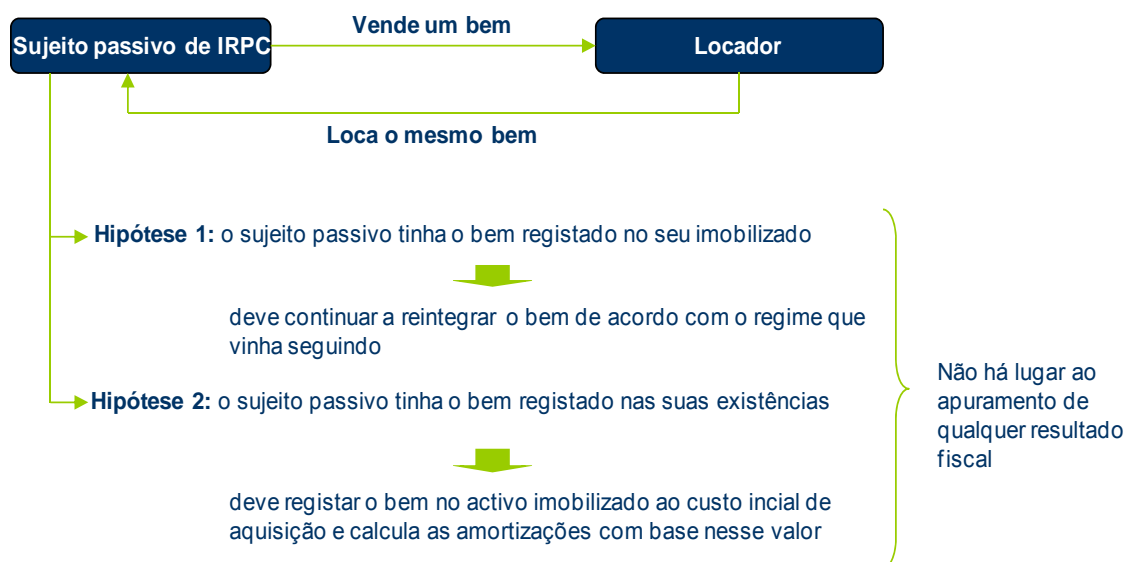 Vende um bem
Sujeito passivo de IRPC
Locador
Loca o mesmo bem
Hipótese 1: o sujeito passivo tinha o bem registado no seu imobilizado
deve continuar a reintegrar o bem de acordo com o regime que
vinha seguindo
Hipótese 2: o sujeito passivo tinha o bem registado nas suas existências
deve registar o bem no activo imobilizado ao custo incial de
aquisição e calcula as amortizações com base nesse valor
Não há lugar ao
apuramento de
qualquer resultado
fiscal